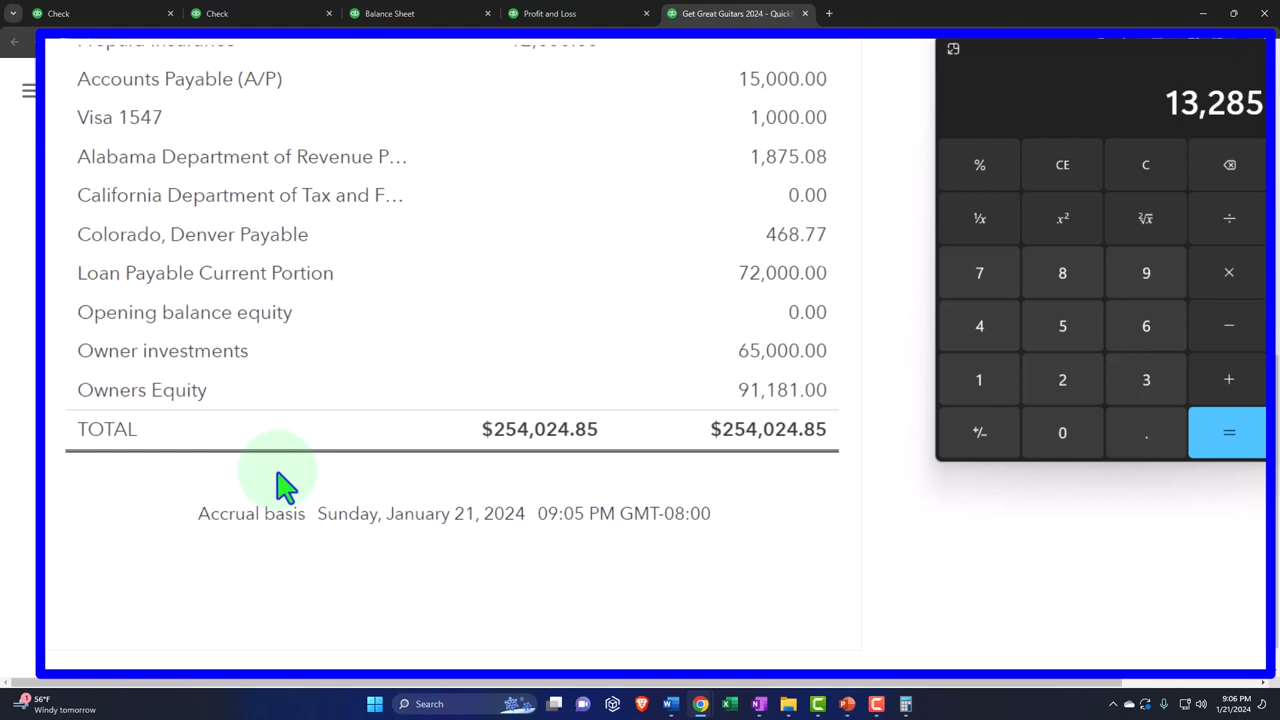 Check
Check
Balance Sheet
Profit and Loss
Get Great Guitars 2024 - Quick
Prepaid Insurance 12,000.00
Accounts Payable (A/P) 15,000.00
Visa 1547 1,000.00
Alabama Department of Revenue P... 1,875.08
California Department of Tax and F... 0.00
Colorado, Denver Payable 468.77
Loan Payable Current Portion 72,000.00
Opening balance equity 0.00
Owner investments 65,000.00
Owners Equity 91,181.00
TOTAL $254,024.85 $254,024.85
Accrual basis Sunday, January 21, 2024 09:05 PM GMT-08:00
13,285
% CE C
⅟x x² ²√x ÷
7 8 9 ×
4 5 6 −
1 2 3 +
+/− 0 . =
56°F
Windy tomorrow
Search
9:06 PM
1/21/2024